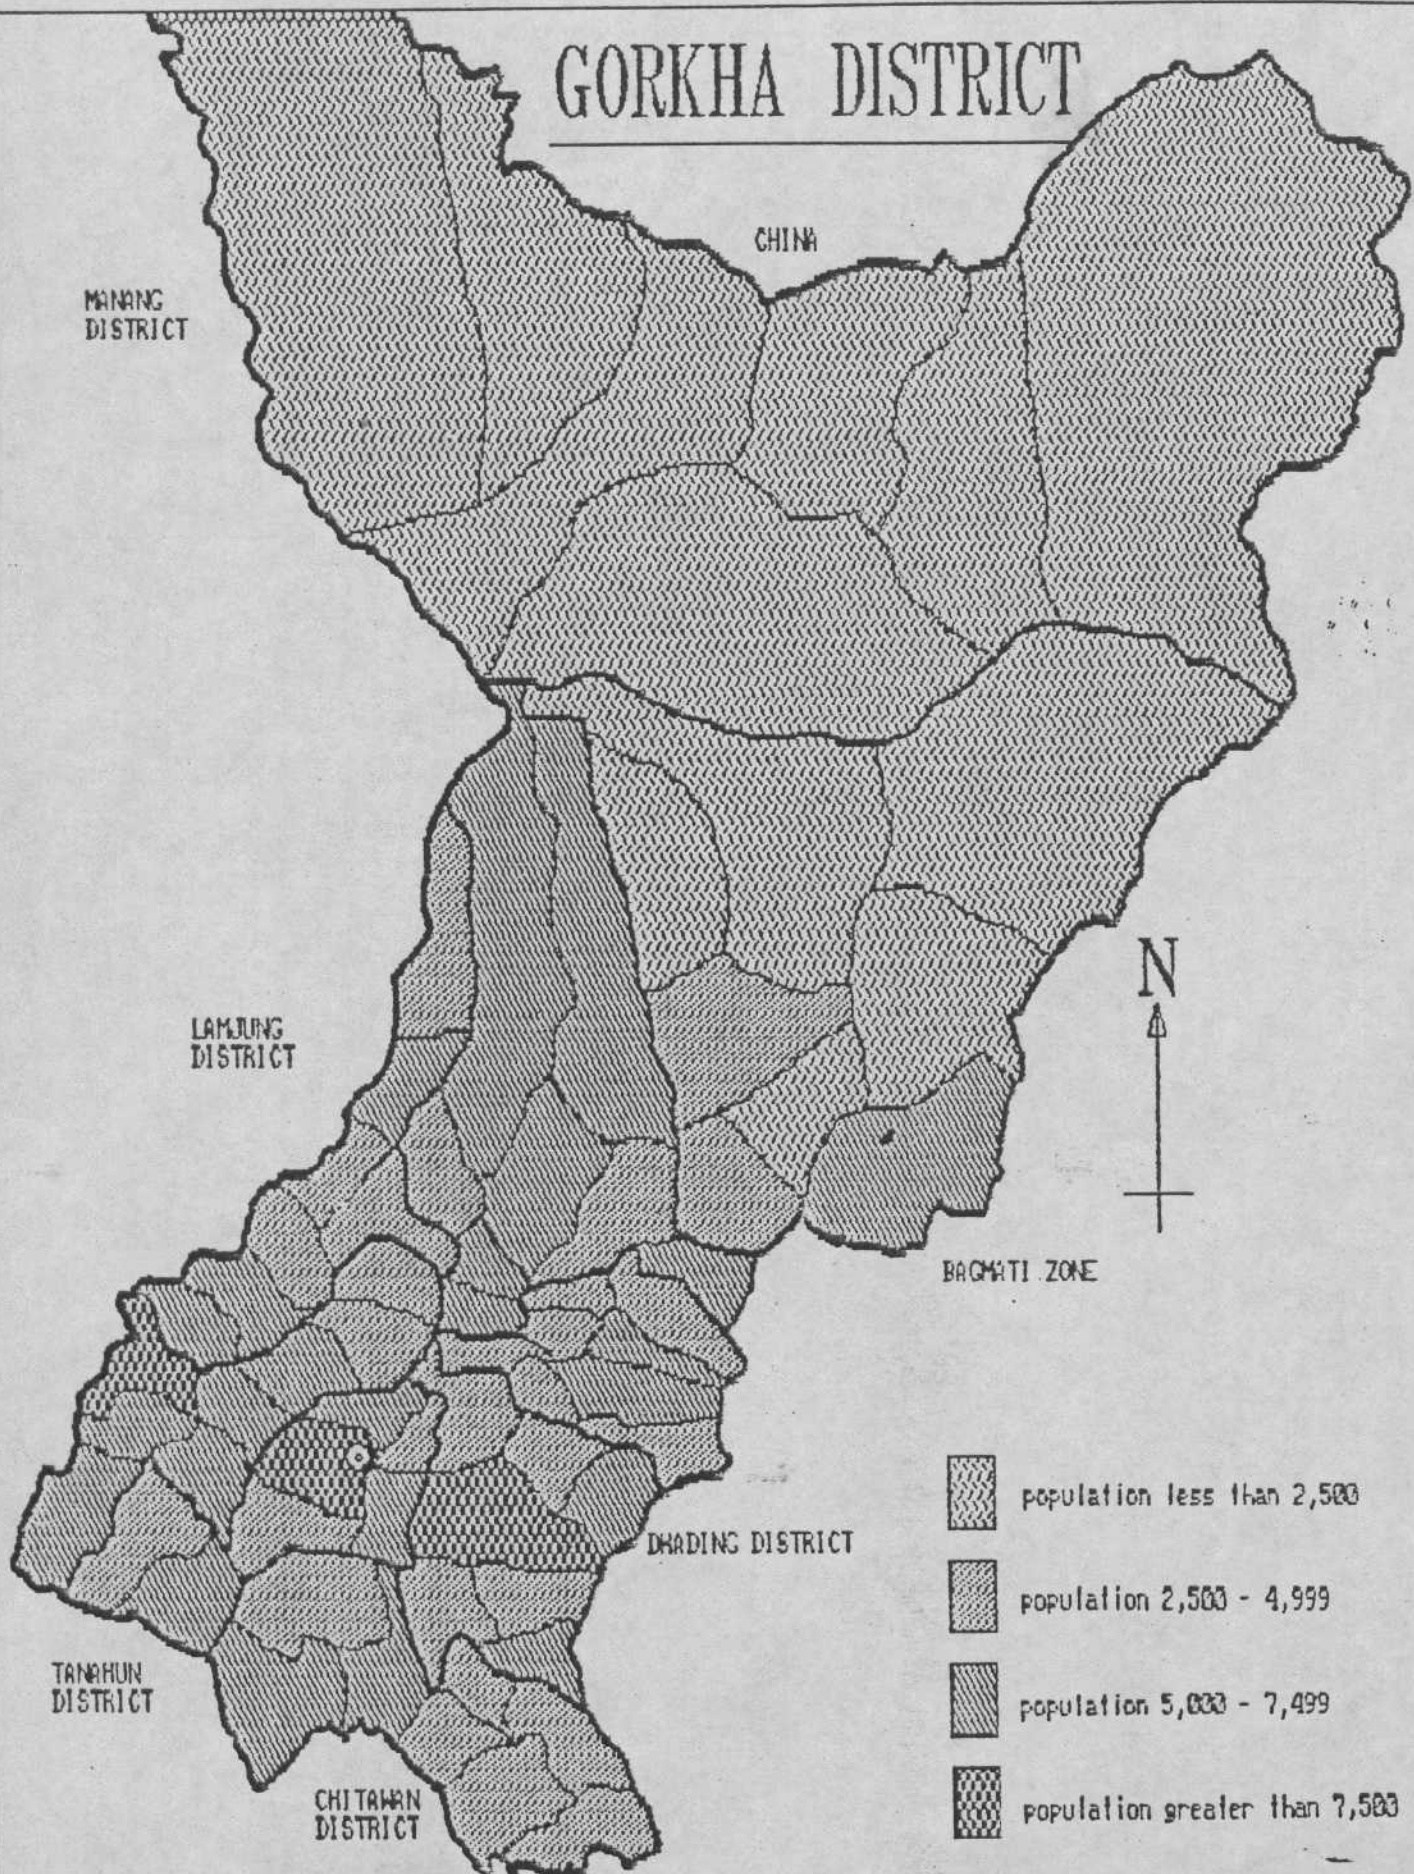 GORKHA DISTRICT
CHINA
MANANG
DISTRICT
N
LAMJUNG
DISTRICT
BAGMATI ZONE
population less than 2,500
DHADING DISTRICT
population 2,500 - 4,999
TANAHUN
DISTRICT
population 5,000 - 7,499
CHITAWAN
DISTRICT
population greater than 7,500